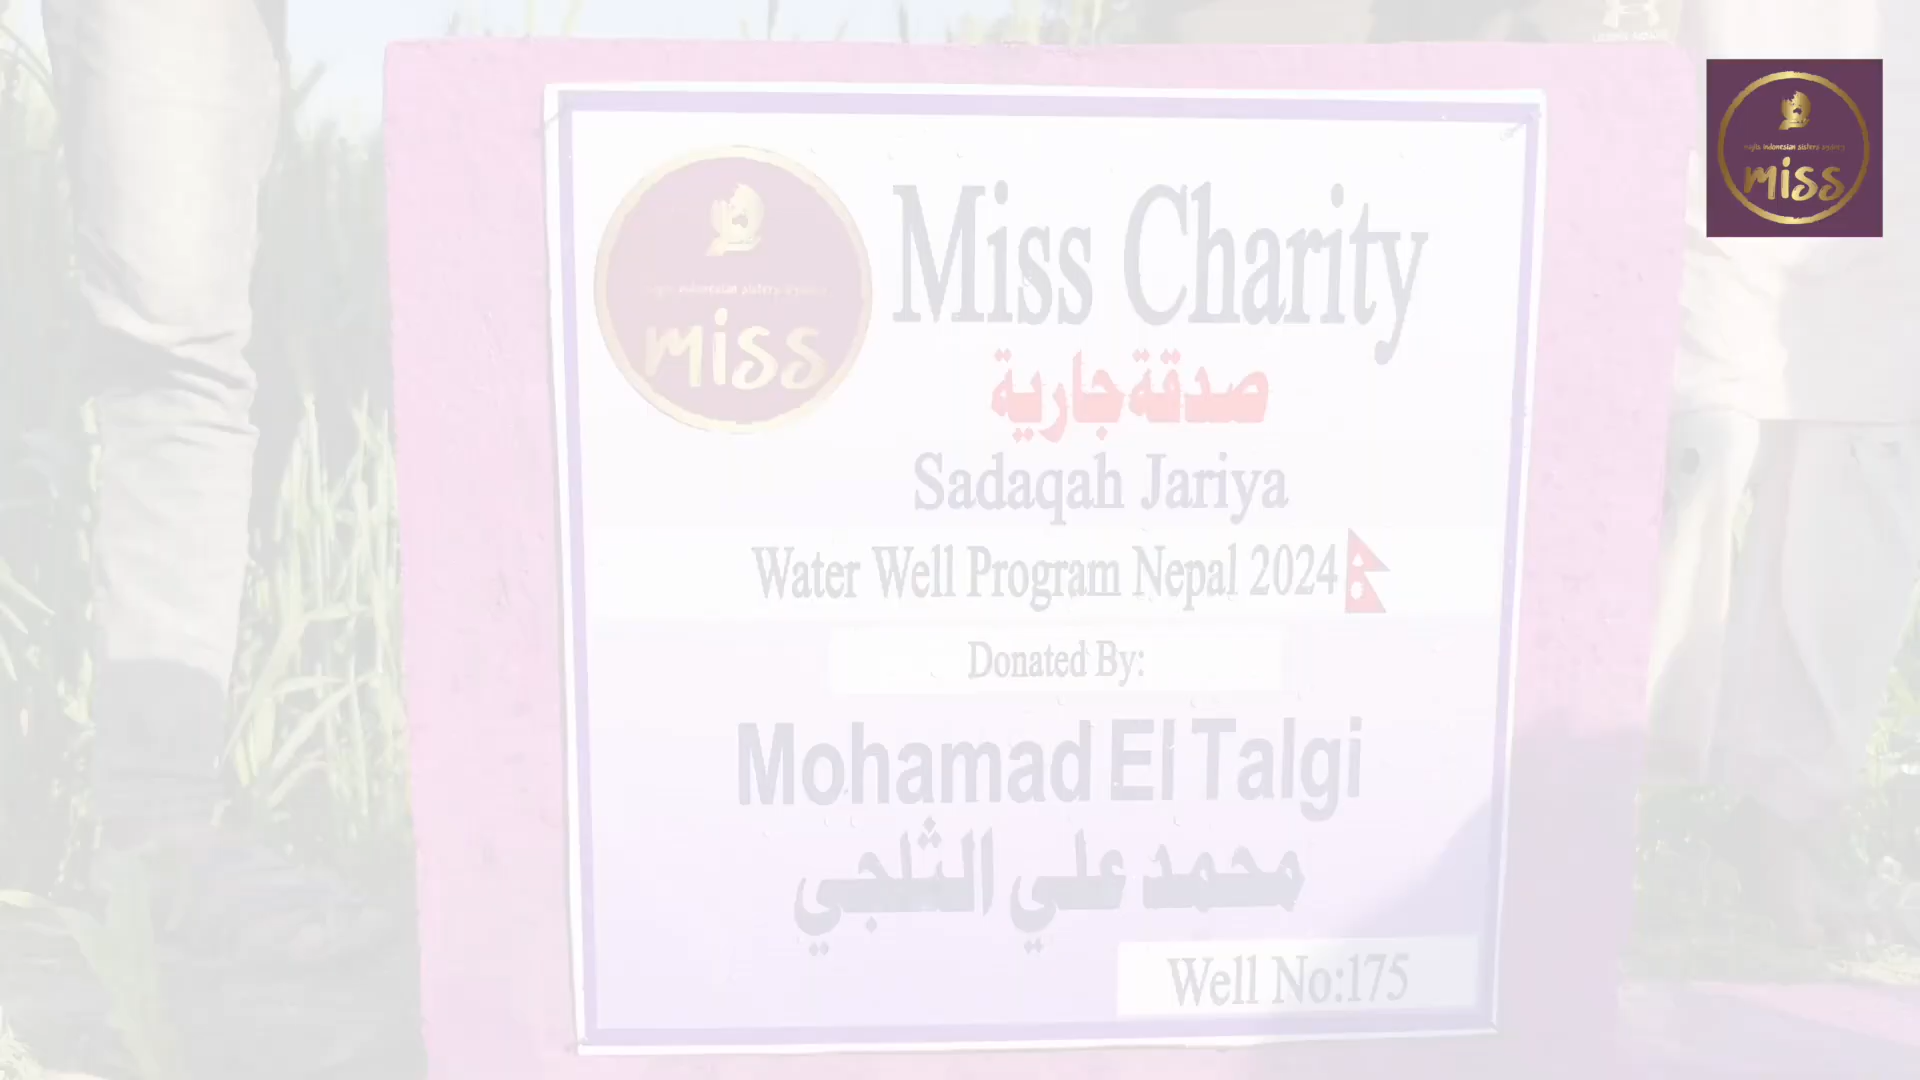 miss
Miss Charity
صدقة جارية
Sadaqah Jariya
Water Well Program Nepal 2024
Donated By:
Mohamad El Talgi
محمد علي الثلجي
Well No:175
miss